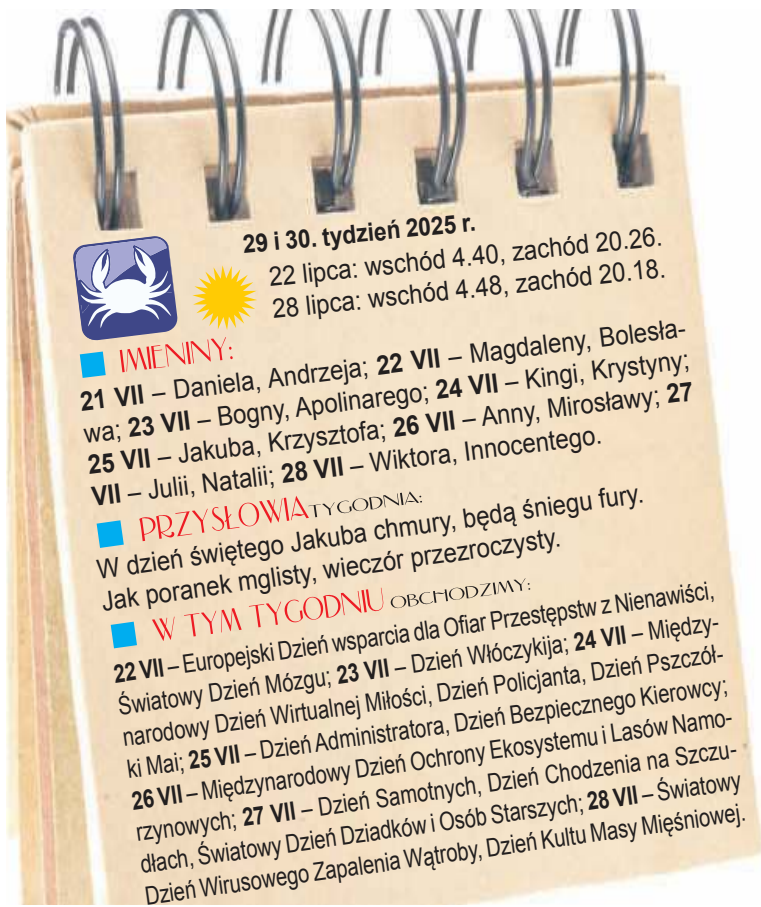 29 i 30. tydzień 2025 r.
22 lipca: wschód 4.40, zachód 20.26.
28 lipca: wschód 4.48, zachód 20.18.
IMIENINY:
21 VII – Daniela, Andrzeja; 22 VII – Magdaleny, Bolesła-
wa; 23 VII – Bogny, Apolinarego; 24 VII – Kingi, Krystyny;
25 VII – Jakuba, Krzysztofa; 26 VII – Anny, Mirosławy; 27
VII – Julii, Natalii; 28 VII – Wiktora, Innocentego.
PRZYSŁOWIA TYGODNIA:
W dzień świętego Jakuba chmury, będą śniegu fury.
Jak poranek mglisty, wieczór przezroczysty.
W TYM TYGODNIU OBCHODZIMY:
22 VII – Europejski Dzień wsparcia dla Ofiar Przestępstw z Nienawiści,
Światowy Dzień Mózgu; 23 VII – Dzień Włóczykija; 24 VII – Między-
narodowy Dzień Wirtualnej Miłości, Dzień Policjanta, Dzień Pszczół-
ki Mai; 25 VII – Dzień Administratora, Dzień Bezpiecznego Kierowcy;
26 VII – Międzynarodowy Dzień Ochrony Ekosystemu i Lasów Namo-
rzynowych; 27 VII – Dzień Samotnych, Dzień Chodzenia na Szczu-
dłach, Światowy Dzień Dziadków i Osób Starszych; 28 VII – Światowy
Dzień Wirusowego Zapalenia Wątroby, Dzień Kultu Masy Mięśniowej.